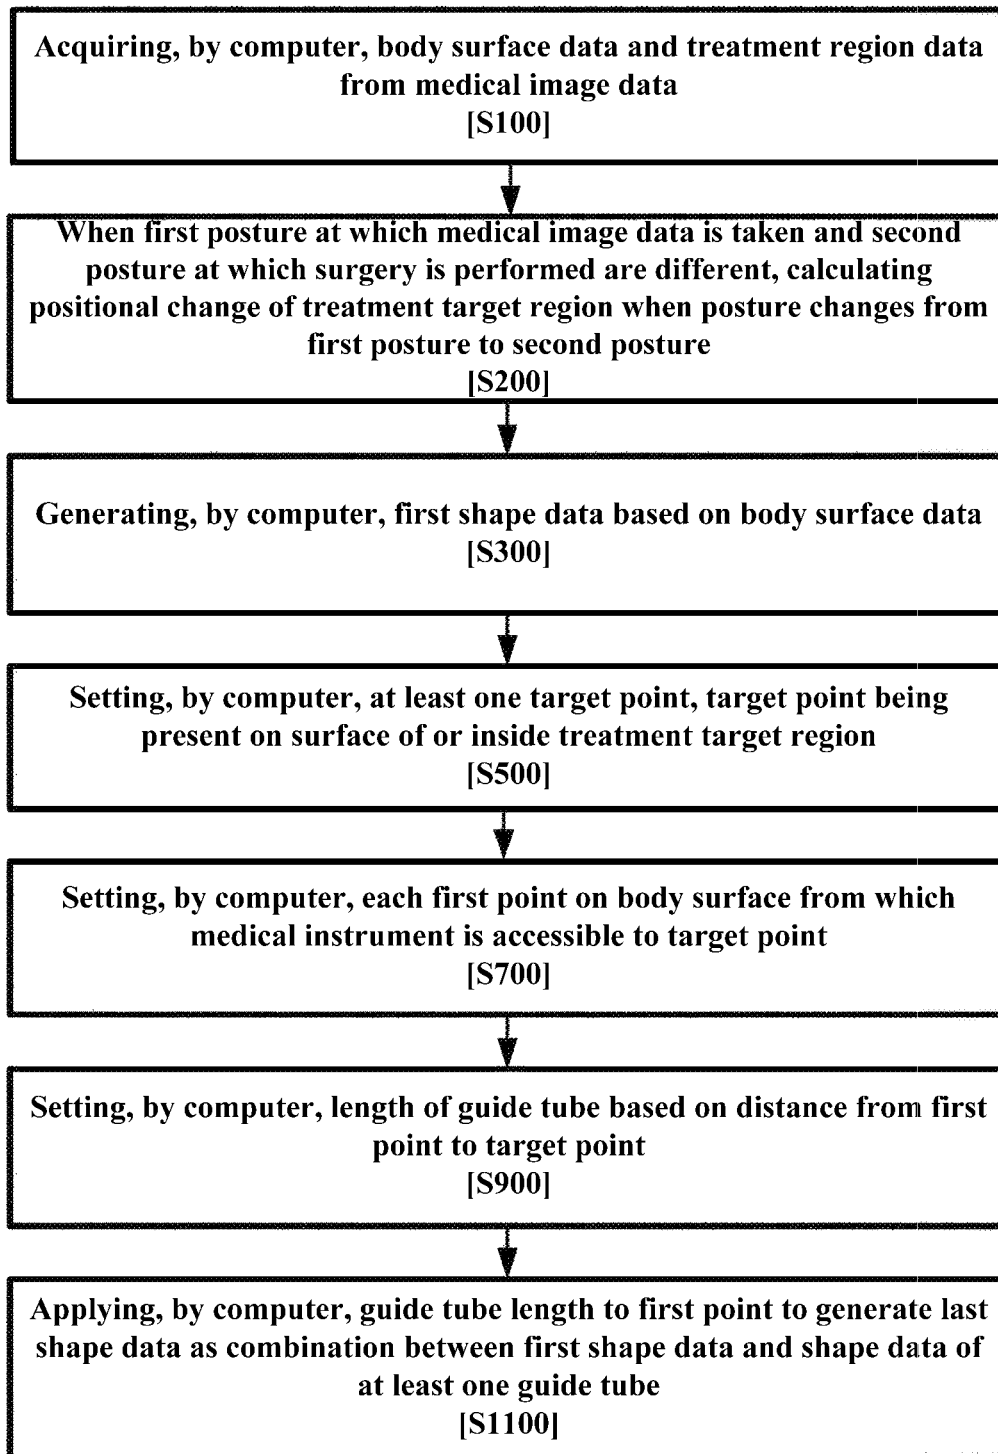 Acquiring, by computer, body surface data and treatment region data
from medical image data
[S100]
When first posture at which medical image data is taken and second
posture at which surgery is performed are different, calculating
positional change of treatment target region when posture changes from
first posture to second posture
[S200]
Generating, by computer, first shape data based on body surface data
[S300]
Setting, by computer, at least one target point, target point being
present on surface of or inside treatment target region
[S500]
Setting, by computer, each first point on body surface from which
medical instrument is accessible to target point
[S700]
Setting, by computer, length of guide tube based on distance from first
point to target point
[S900]
Applying, by computer, guide tube length to first point to generate last
shape data as combination between first shape data and shape data of
at least one guide tube
[S1100]